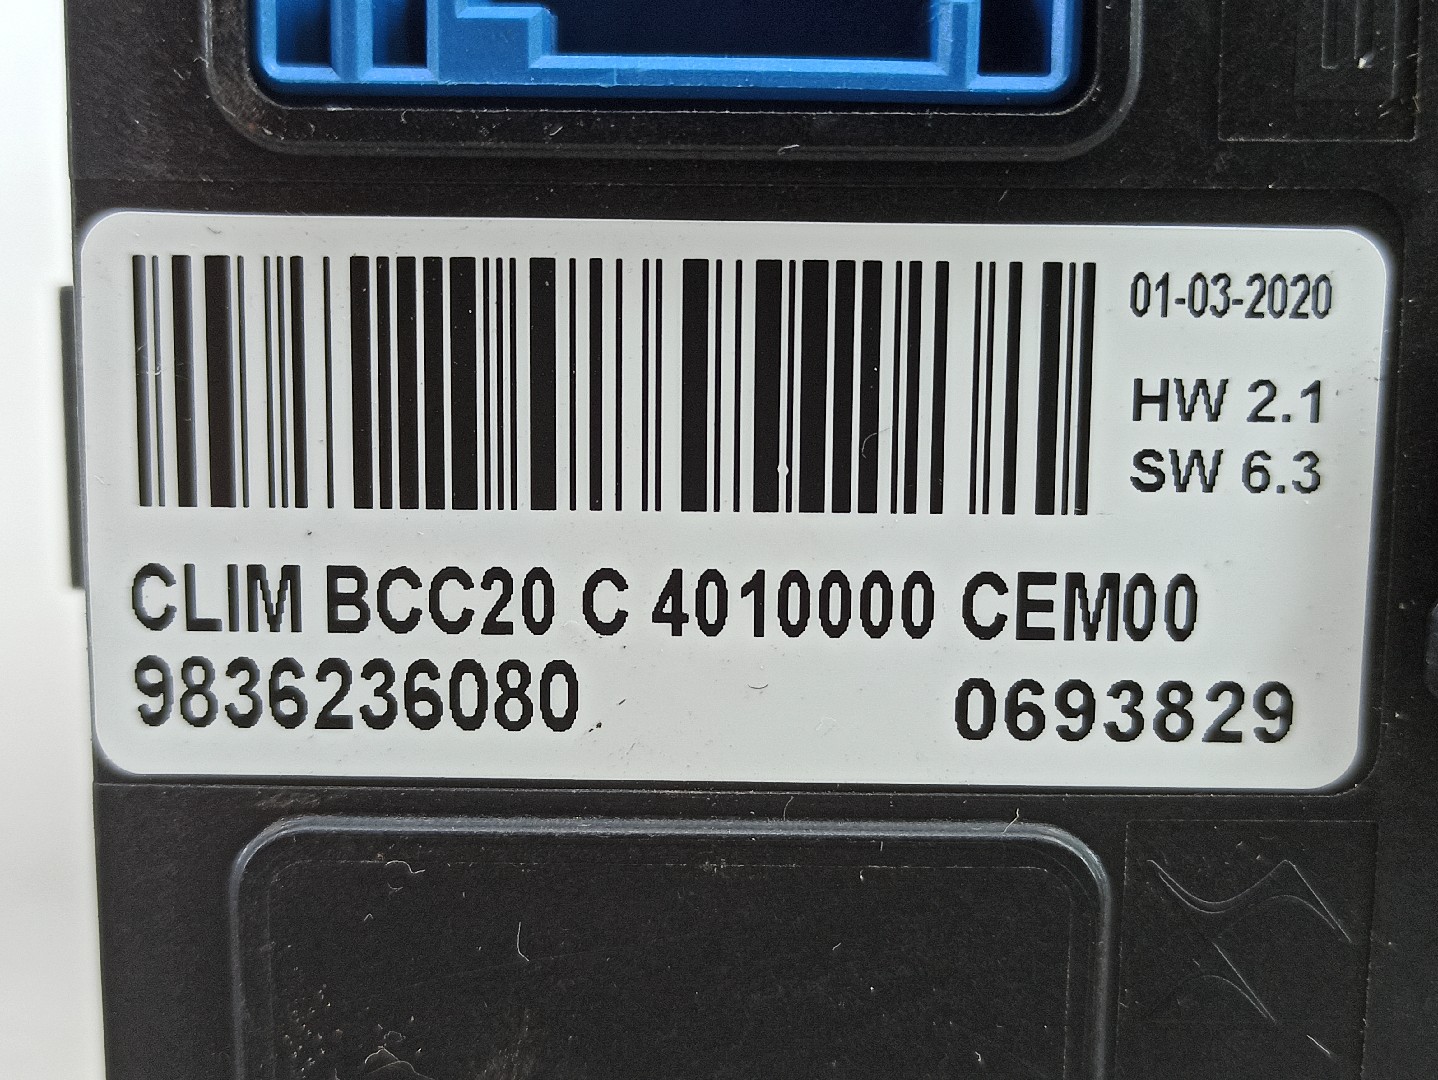 01-03-2020
HW 2.1
SW 6.3
CLIM BCC20 C 4010000 CEM00
9836236080 0693829